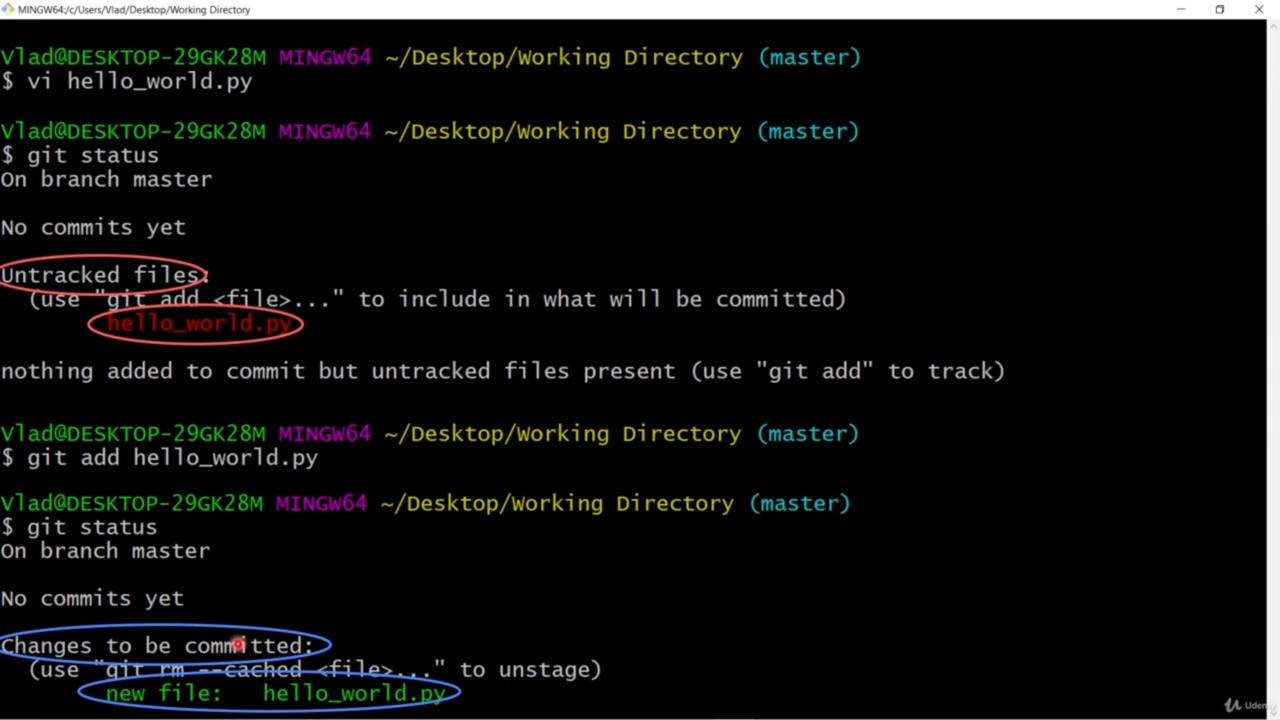 MINGW64:/c/Users/Vlad/Desktop/Working Directory
Vlad@DESKTOP-29GK28M MINGW64 ~/Desktop/Working Directory (master)
$ vi hello_world.py
Vlad@DESKTOP-29GK28M MINGW64 ~/Desktop/Working Directory (master)
$ git status
On branch master
No commits yet
Untracked files:
(use "git add <file>..." to include in what will be committed)
hello_world.py
nothing added to commit but untracked files present (use "git add" to track)
Vlad@DESKTOP-29GK28M MINGW64 ~/Desktop/Working Directory (master)
$ git add hello_world.py
Vlad@DESKTOP-29GK28M MINGW64 ~/Desktop/Working Directory (master)
$ git status
On branch master
No commits yet
Changes to be committed:
(use "git rm --cached <file>..." to unstage)
new file: hello_world.py
Udemy